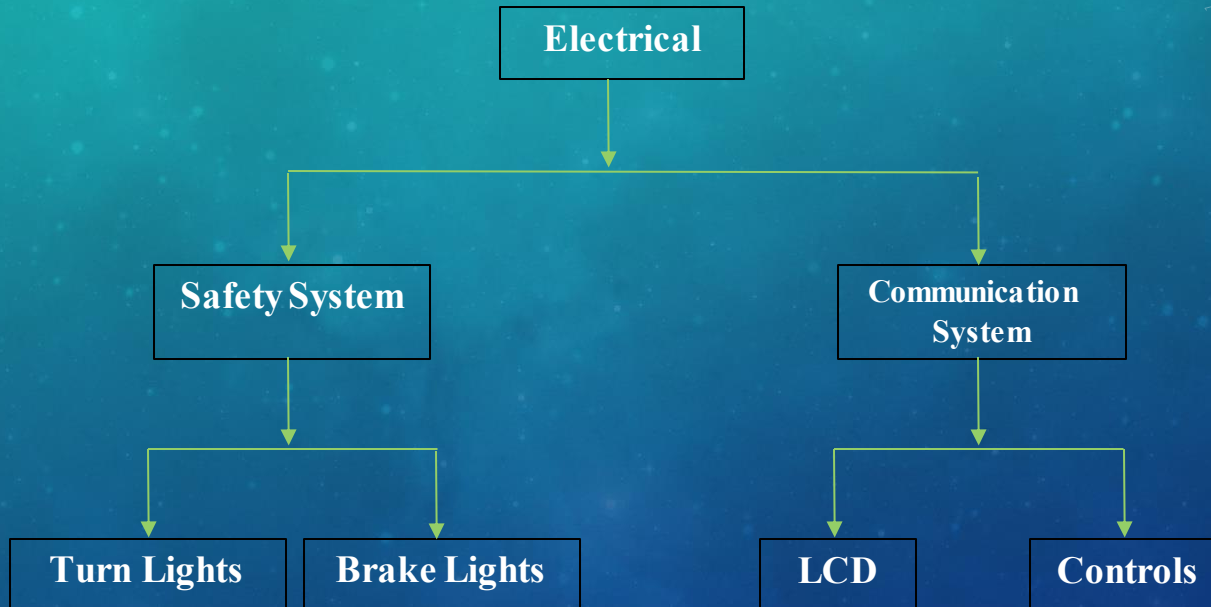 Electrical
Safety System
Communication
System
Turn Lights
Brake Lights
LCD
Controls